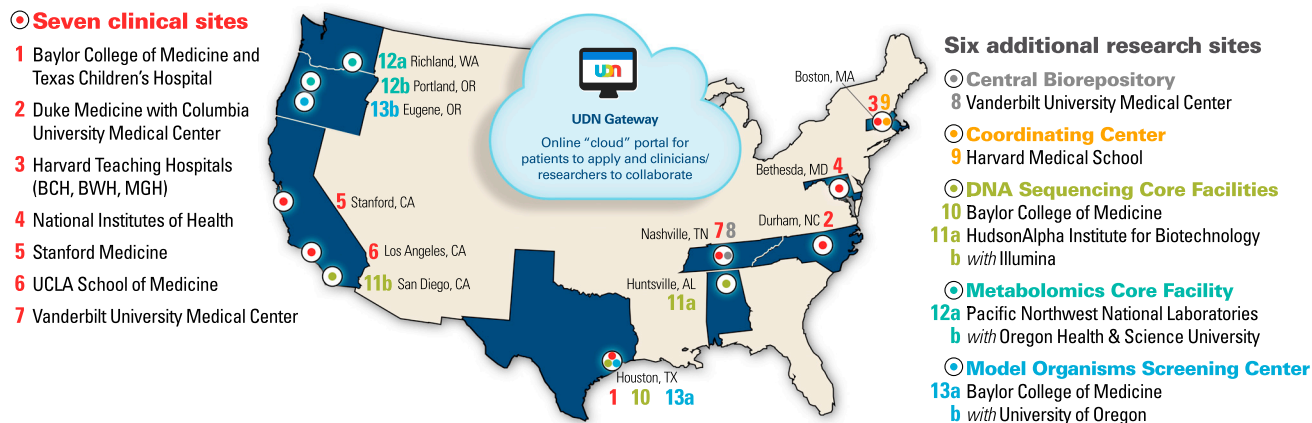 Seven clinical sites
1 Baylor College of Medicine and
Texas Children's Hospital
2 Duke Medicine with Columbia
University Medical Center
3 Harvard Teaching Hospitals
(BCH, BWH, MGH)
4 National Institutes of Health
5 Stanford Medicine
6 UCLA School of Medicine
7 Vanderbilt University Medical Center
12a Richland, WA
12b Portland, OR
13b Eugene, OR
udn
UDN Gateway
Online "cloud" portal for
patients to apply and clinicians/
researchers to collaborate
Boston, MA
3 9
Bethesda, MD 4
5 Stanford, CA
Durham, NC 2
Nashville, TN 7 8
6 Los Angeles, CA
11b San Diego, CA
Huntsville, AL
11a
Houston, TX
1 10 13a
Six additional research sites
Central Biorepository
8 Vanderbilt University Medical Center
Coordinating Center
9 Harvard Medical School
DNA Sequencing Core Facilities
10 Baylor College of Medicine
11a HudsonAlpha Institute for Biotechnology
b with Illumina
Metabolomics Core Facility
12a Pacific Northwest National Laboratories
b with Oregon Health & Science University
Model Organisms Screening Center
13a Baylor College of Medicine
b with University of Oregon